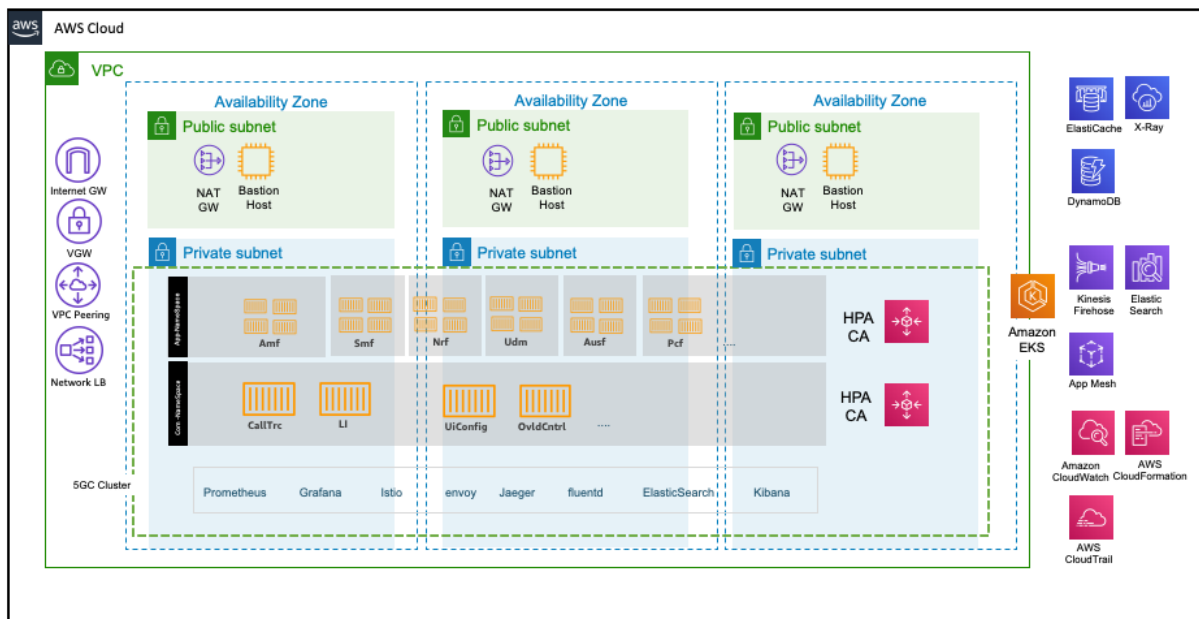 aws
AWS Cloud
VPC
Availability Zone
Availability Zone
Availability Zone
Public subnet
Public subnet
Public subnet
NAT
GW
Bastion
Host
NAT
GW
Bastion
Host
NAT
GW
Bastion
Host
Internet GW
VGW
VPC Peering
Network LB
Private subnet
Private subnet
Private subnet
App-NameSpace
Amf
Smf
Nrf
Udm
Ausf
Pcf
....
HPA
CA
Core-NameSpace
CallTrc
LI
UiConfig
OvldCntrl
....
HPA
CA
5GC Cluster
Prometheus
Grafana
Istio
envoy
Jaeger
fluentd
ElasticSearch
Kibana
Amazon
EKS
ElastiCache
X-Ray
DynamoDB
Kinesis
Firehose
Elastic
Search
App Mesh
Amazon
CloudWatch
AWS
CloudFormation
AWS
CloudTrail